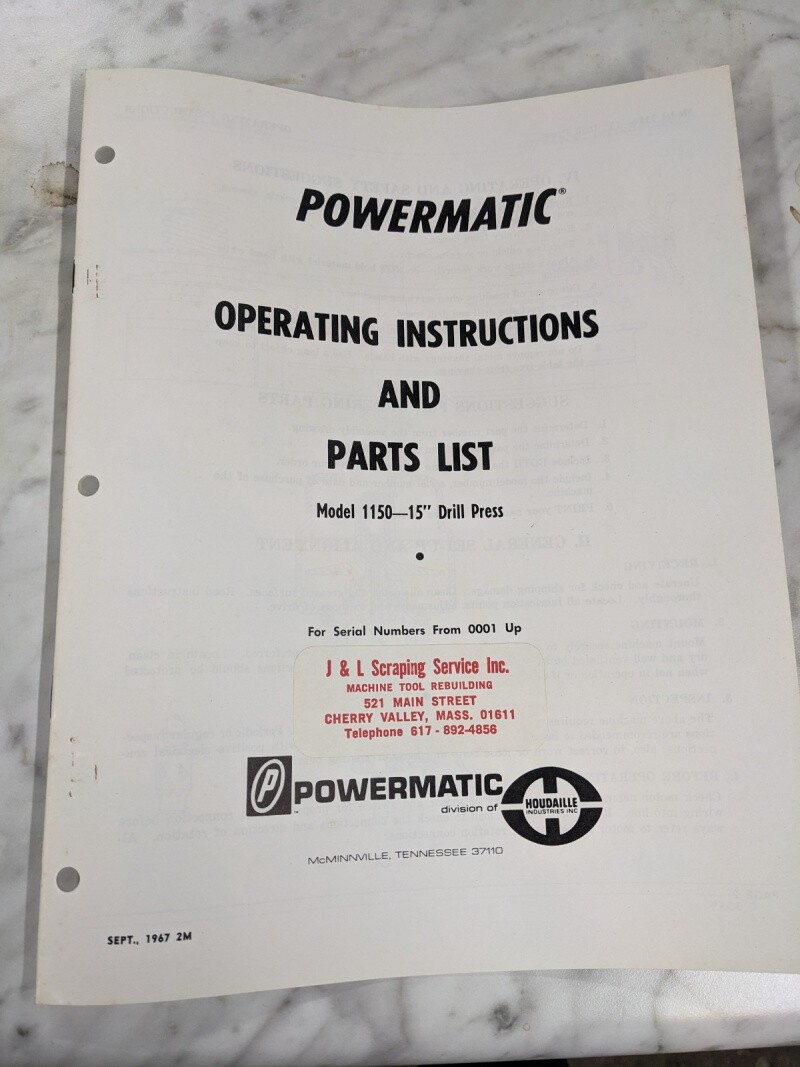 POWERMATIC®
OPERATING INSTRUCTIONS
AND
PARTS LIST
Model 1150—15" Drill Press
•
For Serial Numbers From 0001 Up
J & L Scraping Service Inc.
MACHINE TOOL REBUILDING
521 MAIN STREET
CHERRY VALLEY, MASS. 01611
Telephone 617 - 892-4856
P POWERMATIC
™
division of
HOUDAILLE
INDUSTRIES INC
McMINNVILLE, TENNESSEE 37110
SEPT., 1967 2M